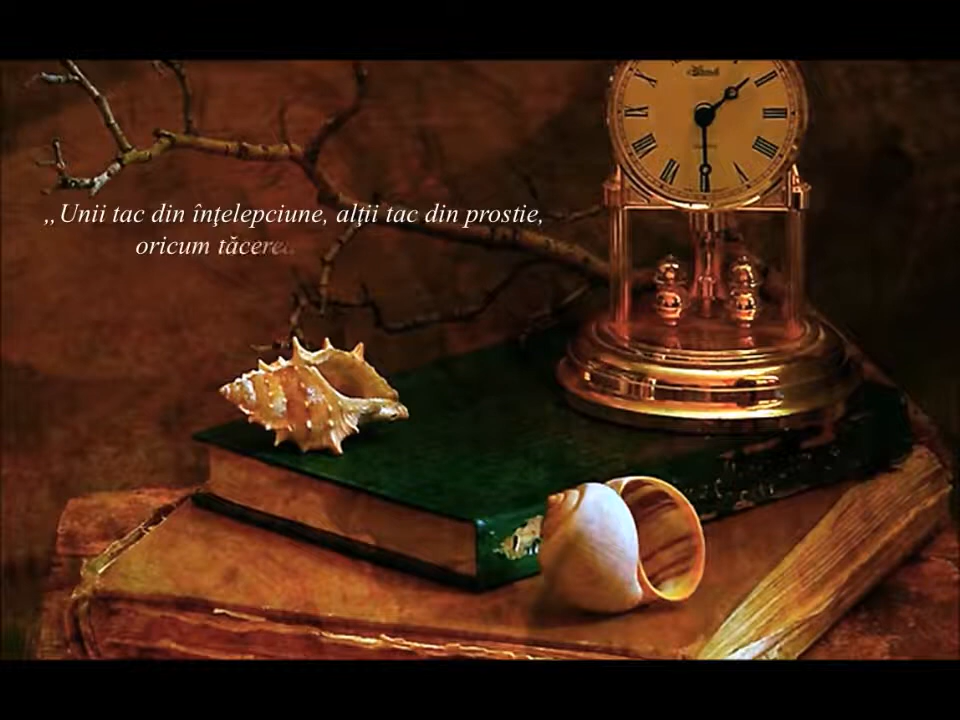 „Unii tac din înţelepciune, alţii tac din prostie,
oricum tăcerea